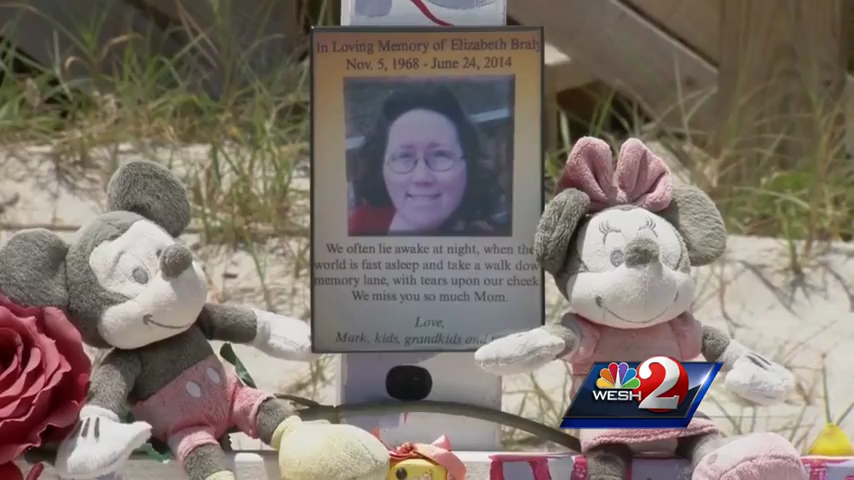 In Loving Memory of Elizabeth
Nov. 5, 1968 - June 24, 2014
We often lie awake at night, when the
world is fast asleep and take a walk down
memory lane, with tears upon our cheek
We miss you so much Mom.
Love,
Mark, kids, grandkids and
WESH 2